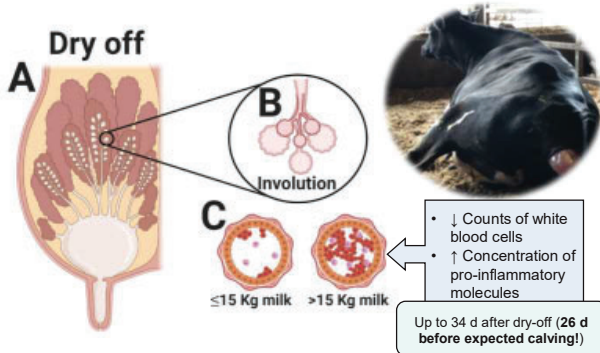 Dry off
A
B
Involution
C
≤15 Kg milk
>15 Kg milk
• ↓ Counts of white
blood cells
• ↑ Concentration of
pro-inflammatory
molecules
Up to 34 d after dry-off (26 d
before expected calving!)